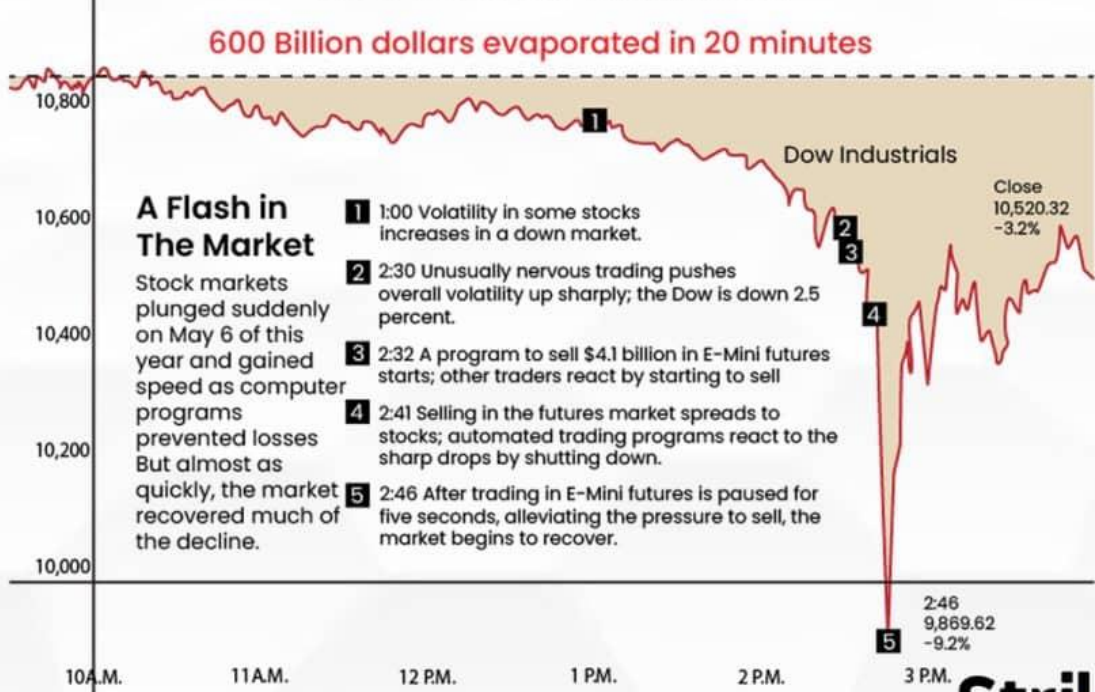 600 Billion dollars evaporated in 20 minutes
10,800
1
Dow Industrials
Close
10,520.32
-3.2%
10,600
A Flash in
The Market
Stock markets
plunged suddenly
on May 6 of this
year and gained
speed as computer
programs
prevented losses
But almost as
quickly, the market
recovered much of
the decline.
1 1:00 Volatility in some stocks
increases in a down market.
2 2:30 Unusually nervous trading pushes
overall volatility up sharply; the Dow is down 2.5
percent.
3 2:32 A program to sell $4.1 billion in E-Mini futures
starts; other traders react by starting to sell
4 2:41 Selling in the futures market spreads to
stocks; automated trading programs react to the
sharp drops by shutting down.
5 2:46 After trading in E-Mini futures is paused for
five seconds, alleviating the pressure to sell, the
market begins to recover.
2
3
4
10,400
10,200
10,000
2:46
9,869.62
-9.2%
5
10A.M.
11A.M.
12 P.M.
1 P.M.
2 P.M.
3 P.M.